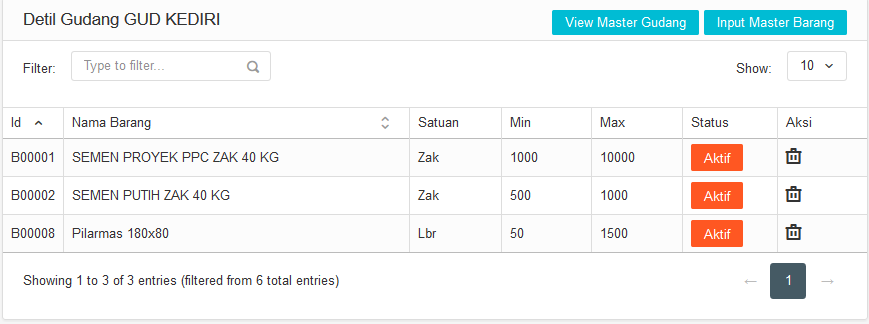 Detil Gudang GUD KEDIRI View Master Gudang Input Master Barang
Filter: Type to filter... Show: 10
Id Nama Barang Satuan Min Max Status Aksi
B00001 SEMEN PROYEK PPC ZAK 40 KG Zak 1000 10000 Aktif
B00002 SEMEN PUTIH ZAK 40 KG Zak 500 1000 Aktif
B00008 Pilarmas 180x80 Lbr 50 1500 Aktif
Showing 1 to 3 of 3 entries (filtered from 6 total entries) ← 1 →